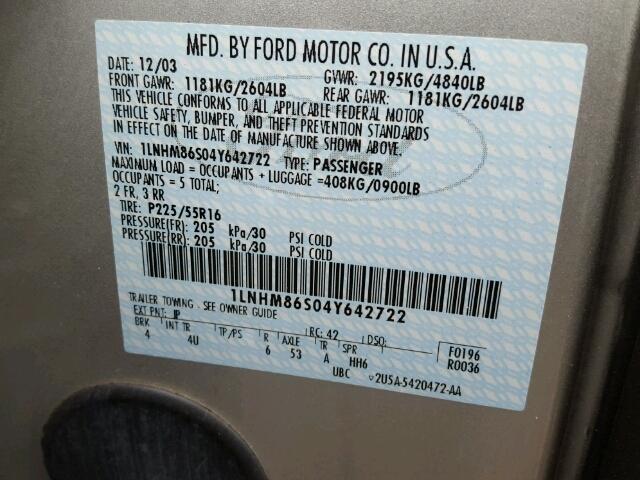 MFD. BY FORD MOTOR CO. IN U.S.A.
DATE: 12/03 GVWR: 2195KG/4840LB
FRONT GAWR: 1181KG/2604LB REAR GAWR: 1181KG/2604LB
THIS VEHICLE CONFORMS TO ALL APPLICABLE FEDERAL MOTOR
VEHICLE SAFETY, BUMPER, AND THEFT PREVENTION STANDARDS
IN EFFECT ON THE DATE OF MANUFACTURE SHOWN ABOVE.
VIN: 1LNHM86S04Y642722 TYPE: PASSENGER
MAXIMUM LOAD = OCCUPANTS + LUGGAGE =408KG/0900LB
OCCUPANTS = 5 TOTAL;
2 FR, 3 RR
TIRE: P225/55R16
PRESSURE(FR): 205 kPa/30 PSI COLD
PRESSURE(RR): 205 kPa/30 PSI COLD
1LNHM86S04Y642722
TRAILER TOWING - SEE OWNER GUIDE
EXT PNT: JP RC: 42 DSO: F0196
BRK INT TR TP/PS R AXLE TR SPR R0036
4 4U 6 53 A HH6
UBC 2U5A-5420472-AA